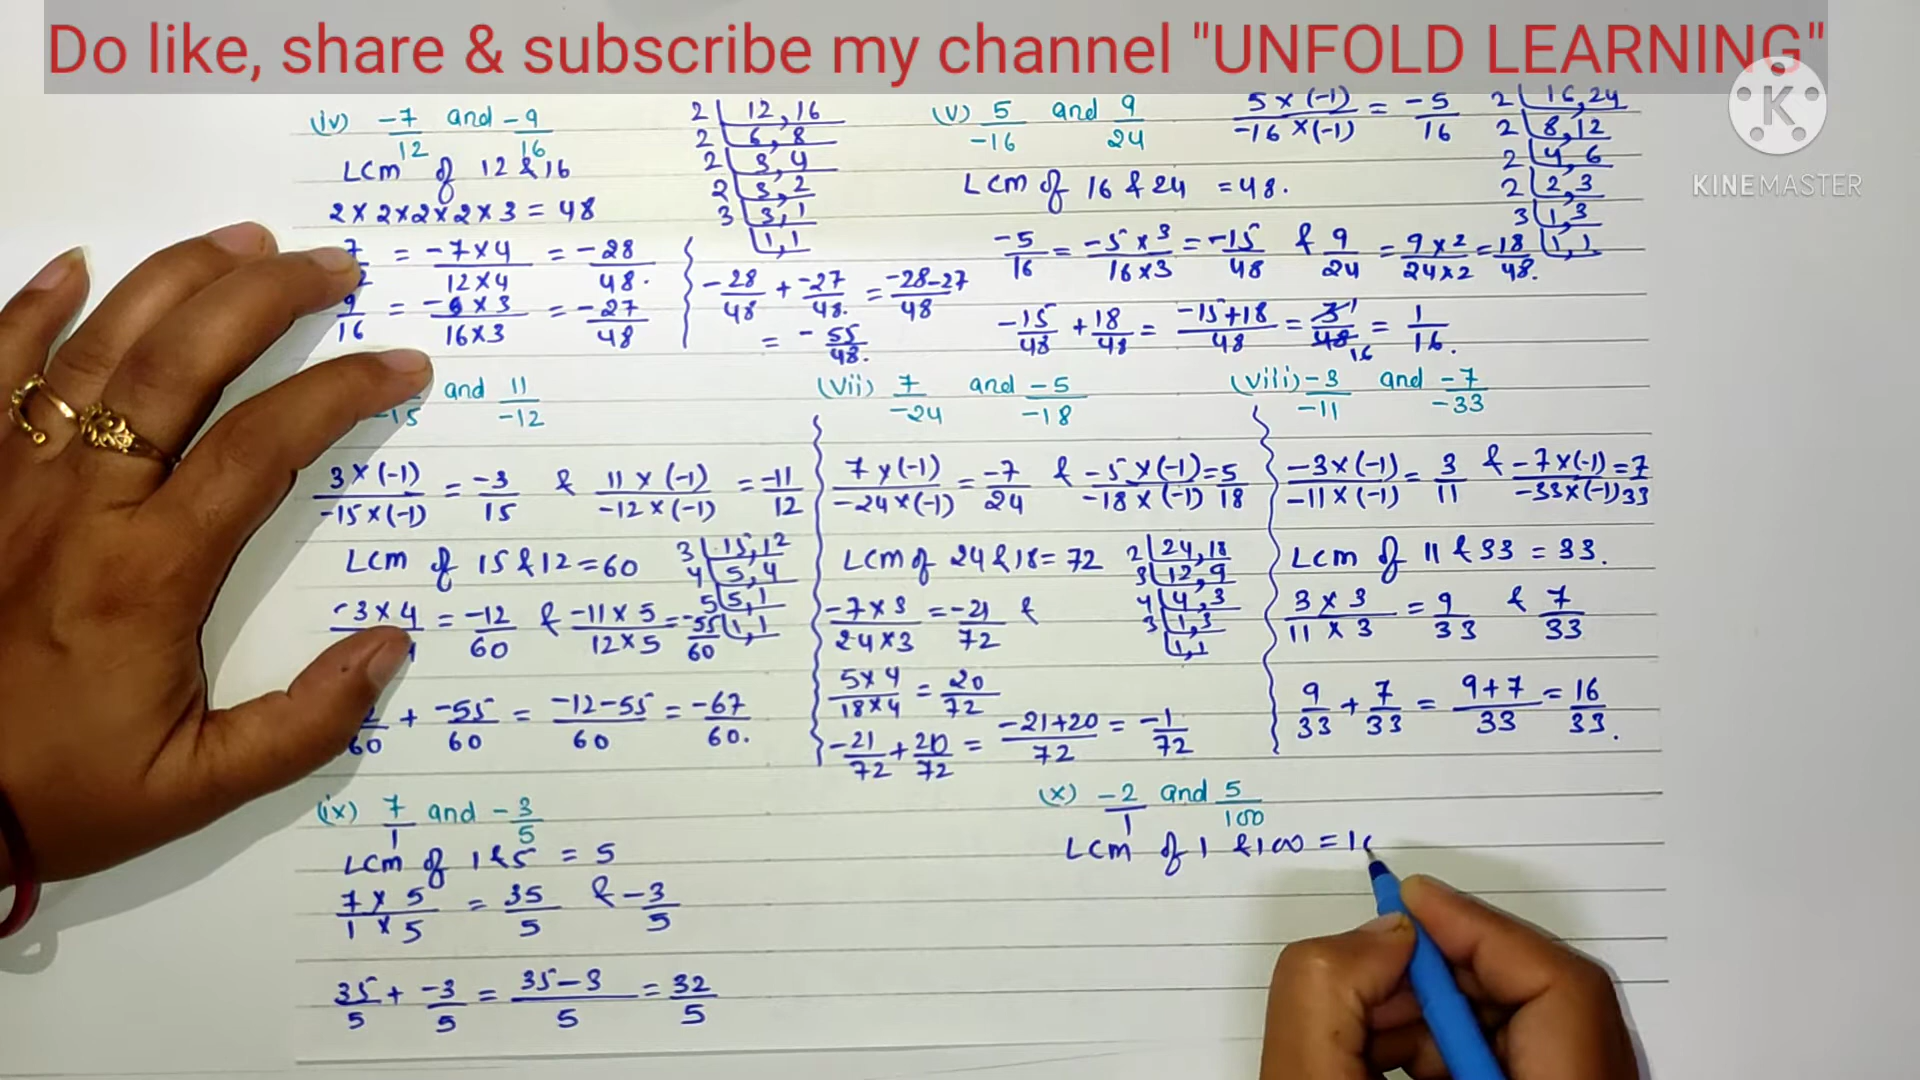 Do like, share & subscribe my channel "UNFOLD LEARNING"
K
KINEMASTER
(iv) -7/12 and -9/16
LCM of 12 & 16
2×2×2×2×3 = 48
2 | 12, 16
2 | 6, 8
2 | 3, 4
2 | 3, 2
3 | 3, 1
1, 1
= -7×4/12×4 = -28/48.
9/16 = -9×3/16×3 = -27/48
-28/48 + -27/48. = -28-27/48
= -55/48.
(v) 5/-16 and 9/24
5×(-1)/-16×(-1) = -5/16
2 | 16, 24
2 | 8, 12
2 | 4, 6
2 | 2, 3
3 | 1, 3
1, 1
LCM of 16 & 24 = 48.
-5/16 = -5×3/16×3 = -15/48 & 9/24 = 9×2/24×2 = 18/48.
-15/48 + 18/48 = -15+18/48 = 3 1/48 16 = 1/16.
-15 and 11/-12
3×(-1)/-15×(-1) = -3/15 & 11×(-1)/-12×(-1) = -11/12
LCM of 15 & 12 = 60
3 | 15, 12
4 | 5, 4
5 | 5, 1
1, 1
-3×4 = -12/60 & -11×5/12×5 = -55/60
60 + -55/60 = -12-55/60 = -67/60.
(vii) 7/-24 and -5/-18
7×(-1)/-24×(-1) = -7/24 & -5×(-1)/-18×(-1) = 5/18
LCM of 24 & 18 = 72
2 | 24, 18
3 | 12, 9
4 | 4, 3
3 | 1, 3
1, 1
-7×3/24×3 = -21/72 &
5×4/18×4 = 20/72
-21/72 + 20/72 = -21+20/72 = -1/72
(viii) -3/-11 and -7/-33
-3×(-1)/-11×(-1) = 3/11 & -7×(-1)/-33×(-1) = 7/33
LCM of 11 & 33 = 33.
3×3/11×3 = 9/33 & 7/33
9/33 + 7/33 = 9+7/33 = 16/33.
(ix) 7/1 and -3/5
LCM of 1 & 5 = 5
7×5/1×5 = 35/5 & -3/5
35/5 + -3/5 = 35-3/5 = 32/5
(x) -2/1 and 5/100
LCM of 1 & 100 = 10